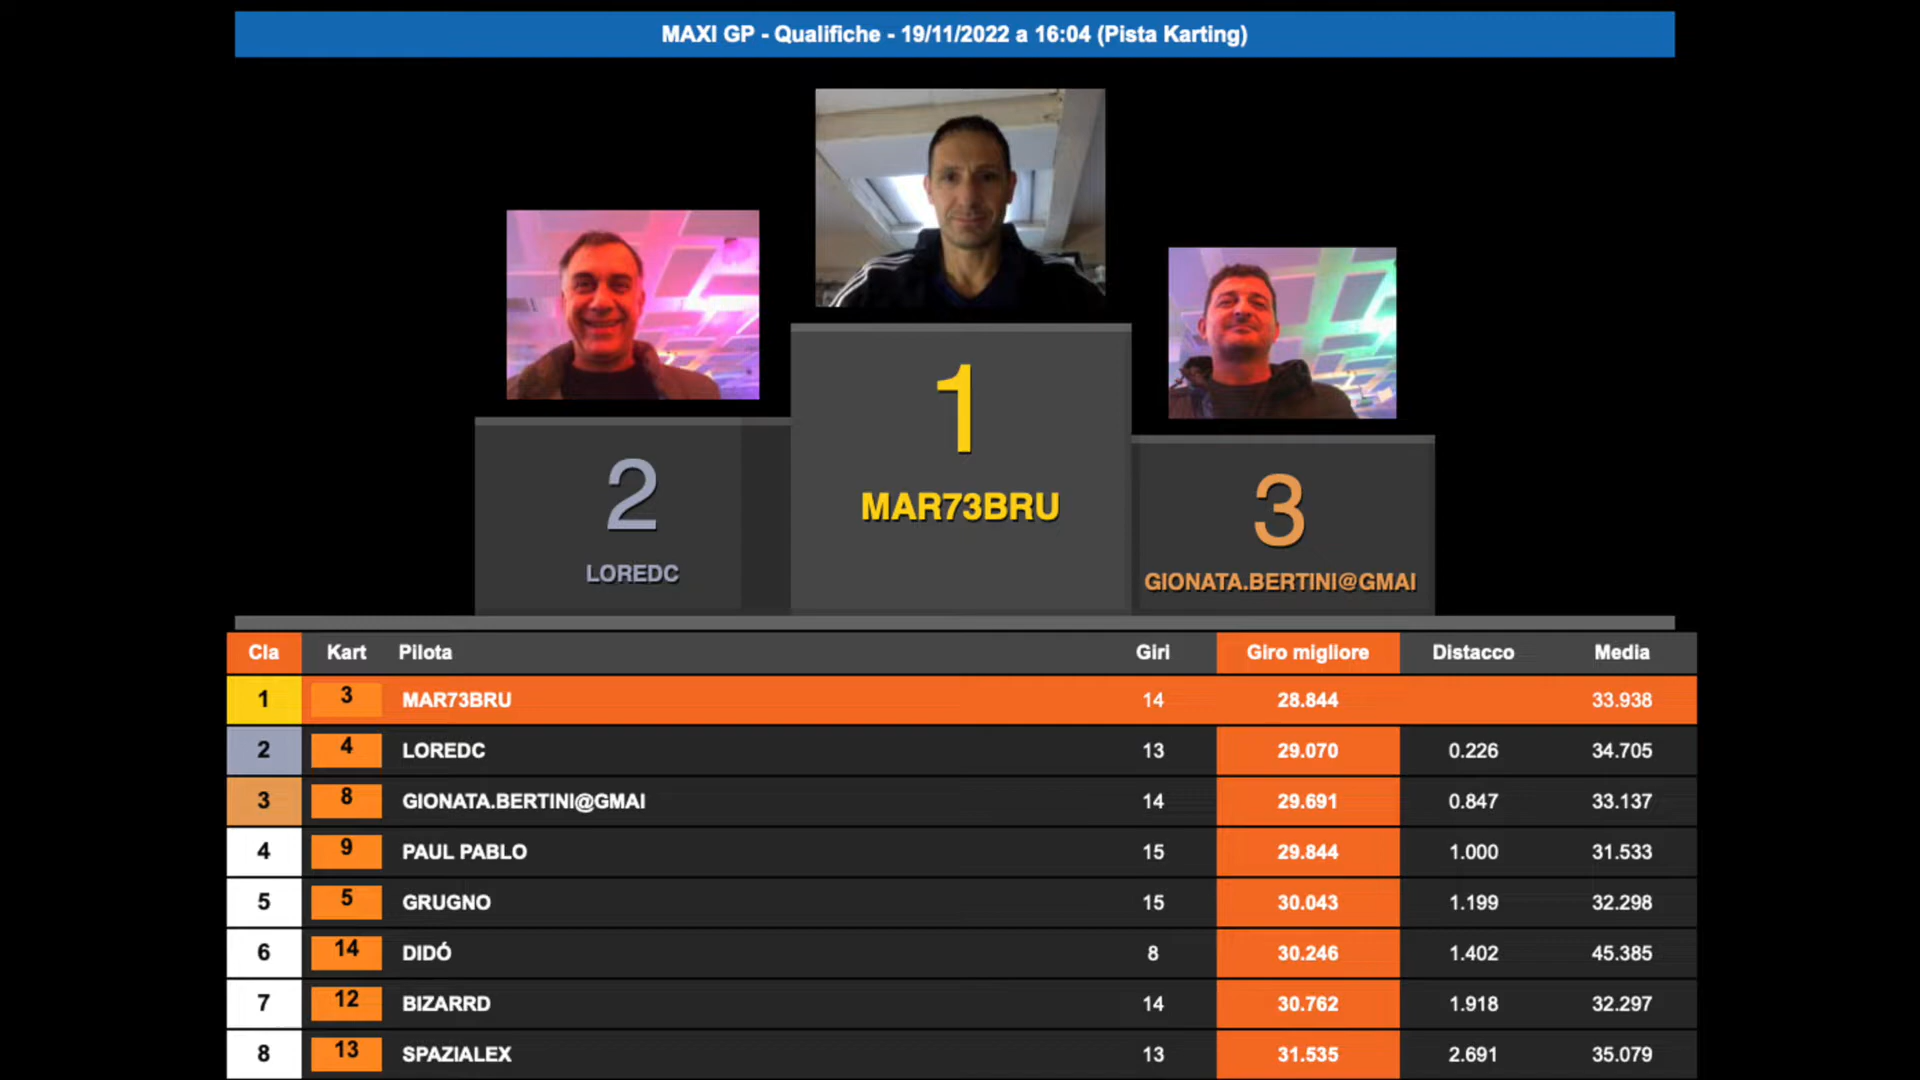 MAXI GP - Qualifiche - 19/11/2022 a 16:04 (Pista Karting)
1
MAR73BRU
2
LOREDC
3
GIONATA.BERTINI@GMAI
Cla Kart Pilota Giri Giro migliore Distacco Media
1 3 MAR73BRU 14 28.844 33.938
2 4 LOREDC 13 29.070 0.226 34.705
3 8 GIONATA.BERTINI@GMAI 14 29.691 0.847 33.137
4 9 PAUL PABLO 15 29.844 1.000 31.533
5 5 GRUGNO 15 30.043 1.199 32.298
6 14 DIDÓ 8 30.246 1.402 45.385
7 12 BIZARRD 14 30.762 1.918 32.297
8 13 SPAZIALEX 13 31.535 2.691 35.079